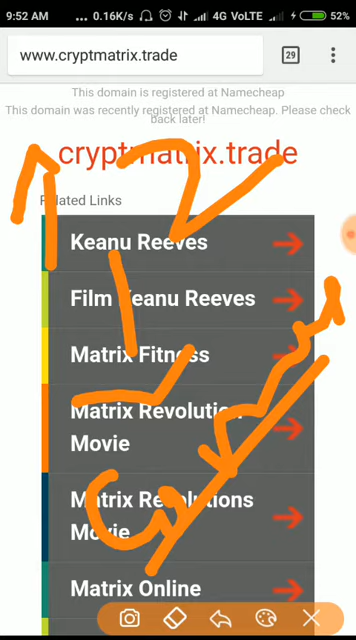 9:52 AM ... 0.16K/s 4G VoLTE 52%
www.cryptmatrix.trade 29
This domain is registered at Namecheap
This domain was recently registered at Namecheap. Please check
back later!
cryptmatrix.trade
Related Links
Keanu Reeves
Film Keanu Reeves
Matrix Fitness
Matrix Revolution
Movie
Matrix Revolutions
Movie
Matrix Online